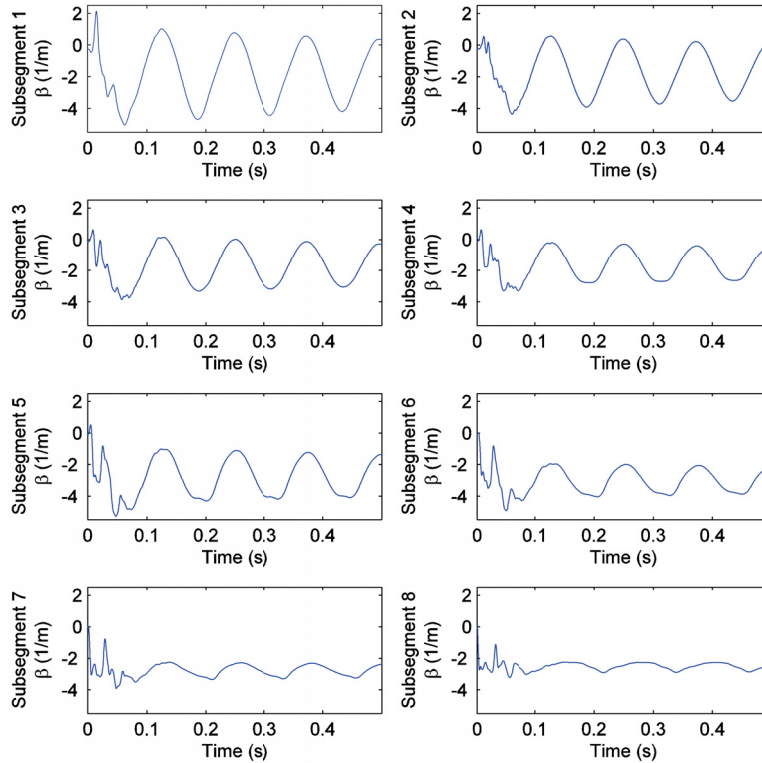 Subsegment 1
β (1/m)
2
0
-2
-4
0 0.1 0.2 0.3 0.4
Time (s)
Subsegment 2
β (1/m)
2
0
-2
-4
0 0.1 0.2 0.3 0.4
Time (s)
Subsegment 3
β (1/m)
2
0
-2
-4
0 0.1 0.2 0.3 0.4
Time (s)
Subsegment 4
β (1/m)
2
0
-2
-4
0 0.1 0.2 0.3 0.4
Time (s)
Subsegment 5
β (1/m)
2
0
-2
-4
0 0.1 0.2 0.3 0.4
Time (s)
Subsegment 6
β (1/m)
2
0
-2
-4
0 0.1 0.2 0.3 0.4
Time (s)
Subsegment 7
β (1/m)
2
0
-2
-4
0 0.1 0.2 0.3 0.4
Time (s)
Subsegment 8
β (1/m)
2
0
-2
-4
0 0.1 0.2 0.3 0.4
Time (s)